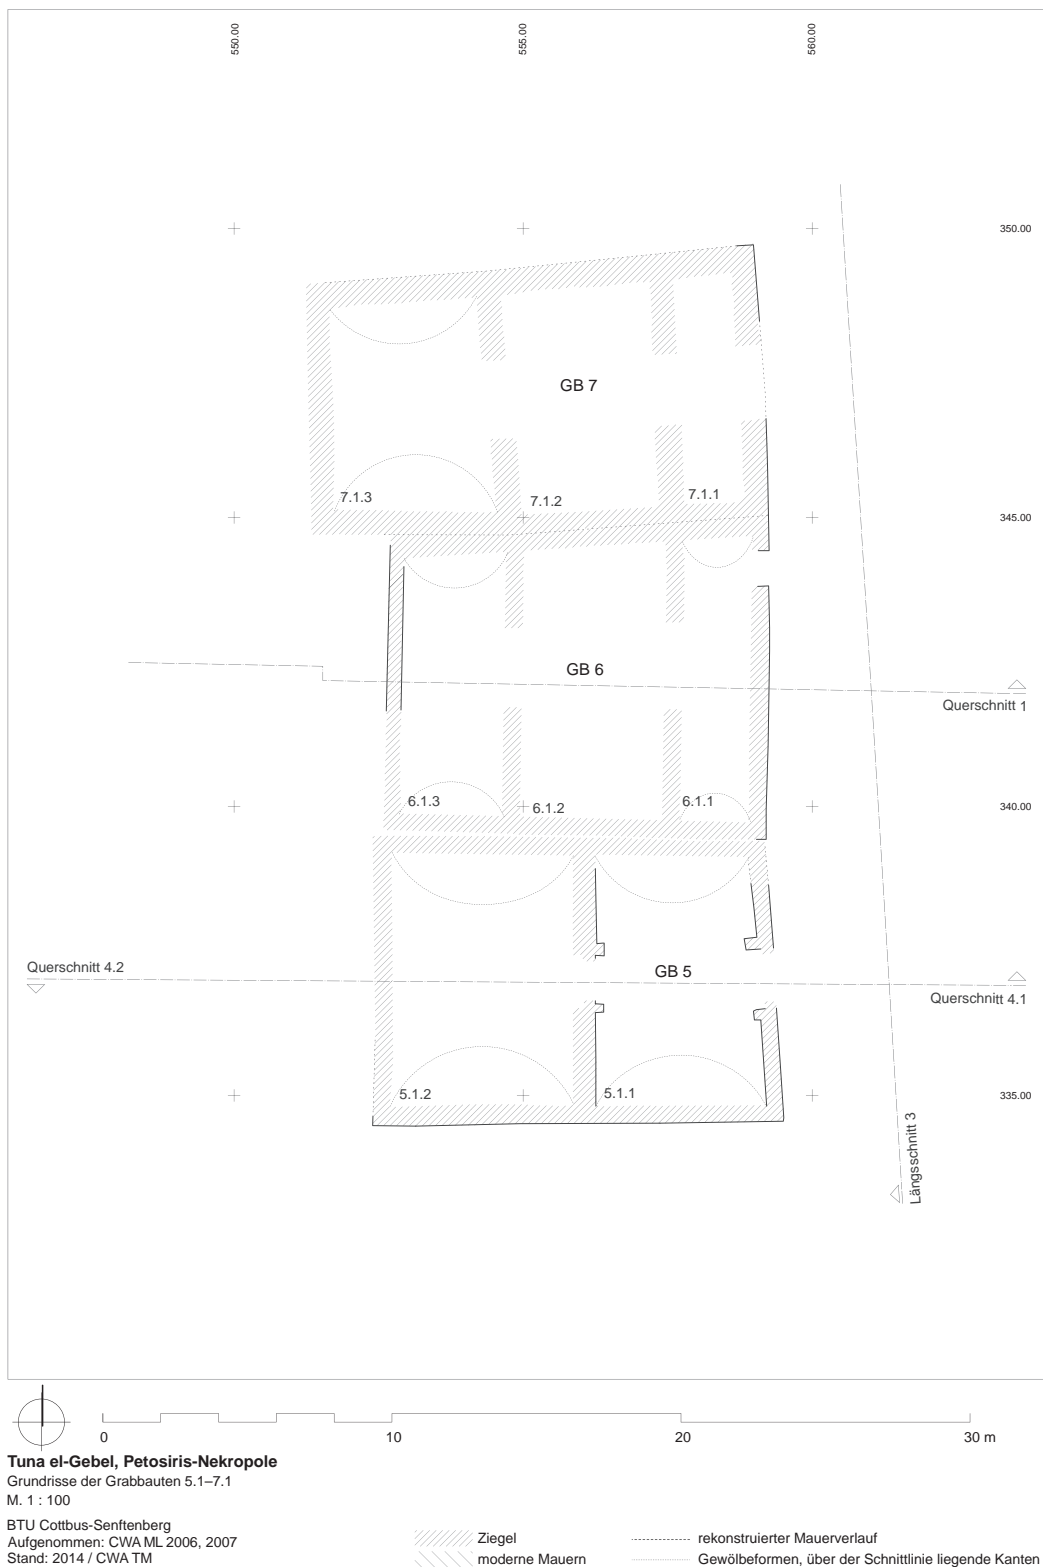 550.00
555.00
560.00
350.00
GB 7
7.1.3
7.1.2
7.1.1
345.00
GB 6
Querschnitt 1
6.1.3
6.1.2
6.1.1
340.00
Querschnitt 4.2
GB 5
Querschnitt 4.1
5.1.2
5.1.1
335.00
Längsschnitt 3
0
10
20
30 m
Tuna el-Gebel, Petosiris-Nekropole
Grundrisse der Grabbauten 5.1–7.1
M. 1 : 100
BTU Cottbus-Senftenberg
Aufgenommen: CWA ML 2006, 2007
Stand: 2014 / CWA TM
Ziegel
moderne Mauern
rekonstruierter Mauerverlauf
Gewölbeformen, über der Schnittlinie liegende Kanten